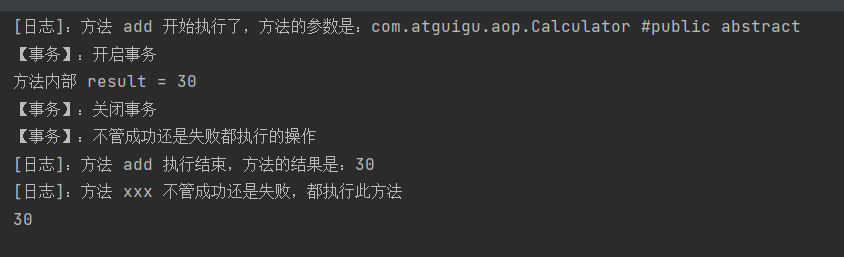 [日志]：方法 add 开始执行了，方法的参数是：com.atguigu.aop.Calculator #public abstract
【事务】：开启事务
方法内部 result = 30
【事务】：关闭事务
【事务】：不管成功还是失败都执行的操作
[日志]：方法 add 执行结束，方法的结果是：30
[日志]：方法 xxx 不管成功还是失败，都执行此方法
30